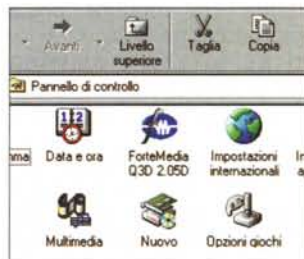 Avanti
Livello superiore
Taglia
Copia
Pannello di controllo
Data e ora
ForteMedia Q3D 2.05D
Impostazioni internazionali
Multimedia
Nuovo
Opzioni giochi